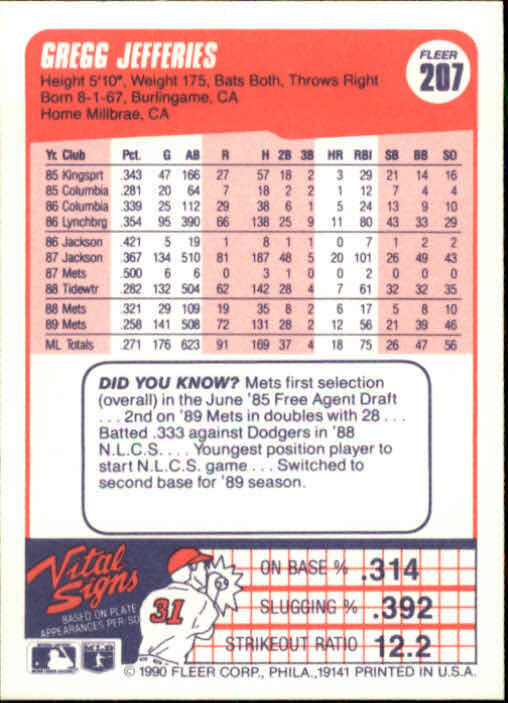 GREGG JEFFERIES
FLEER
207
Height 5'10", Weight 175, Bats Both, Throws Right
Born 8-1-67, Burlingame, CA
Home Millbrae, CA
Yr. Club Pct. G AB R H 2B 3B HR RBI SB BB SO
85 Kingsprt .343 47 166 27 57 18 2 3 29 21 14 16
85 Columbia .281 20 64 7 18 2 2 1 12 7 4 4
86 Columbia .339 25 112 29 38 6 1 5 24 13 9 10
86 Lynchbrg .354 95 390 66 138 25 9 11 80 43 33 29
86 Jackson .421 5 19 1 8 1 1 0 7 1 2 2
87 Jackson .367 134 510 81 187 48 5 20 101 26 49 43
87 Mets .500 6 6 0 3 1 0 0 2 0 0 0
88 Tidewtr .282 132 504 62 142 28 4 7 61 32 32 35
88 Mets .321 29 109 19 35 8 2 6 17 5 8 10
89 Mets .258 141 508 72 131 28 2 12 56 21 39 46
ML Totals .271 176 623 91 169 37 4 18 75 26 47 56
DID YOU KNOW? Mets first selection
(overall) in the June '85 Free Agent Draft
... 2nd on '89 Mets in doubles with 28 ...
Batted .333 against Dodgers in '88
N.L.C.S.... Youngest position player to
start N.L.C.S. game ... Switched to
second base for '89 season.
Vital
Signs
BASED ON PLATE
APPEARANCES PER SO
31
ON BASE % .314
SLUGGING % .392
STRIKEOUT RATIO 12.2
© 1990 FLEER CORP., PHILA., 19141 PRINTED IN U.S.A.